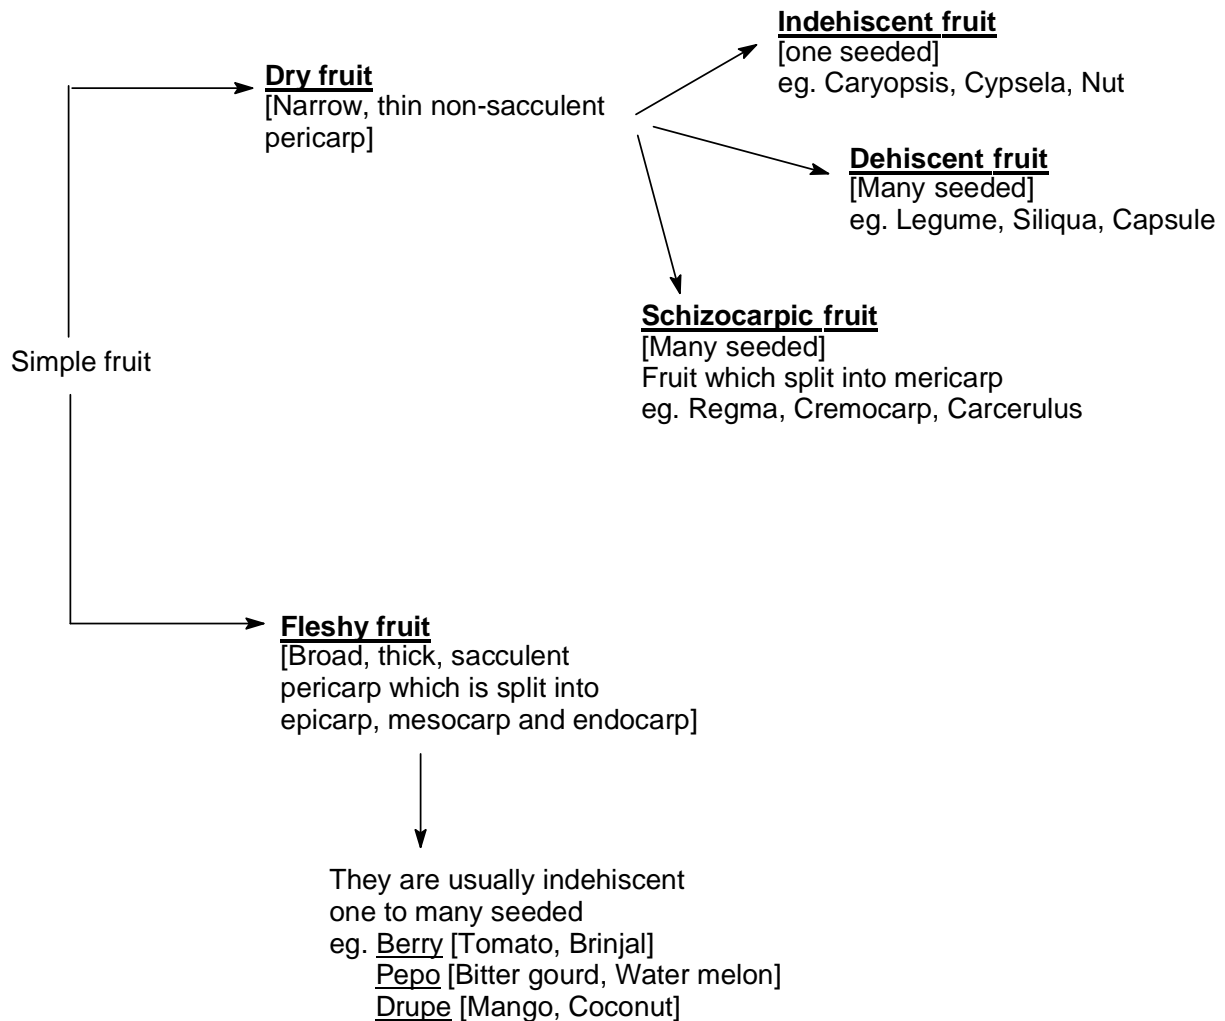 Indehiscent fruit
[one seeded]
eg. Caryopsis, Cypsela, Nut
Dry fruit
[Narrow, thin non-sacculent
pericarp]
Dehiscent fruit
[Many seeded]
eg. Legume, Siliqua, Capsule
Schizocarpic fruit
[Many seeded]
Fruit which split into mericarp
eg. Regma, Cremocarp, Carcerulus
Simple fruit
Fleshy fruit
[Broad, thick, sacculent
pericarp which is split into
epicarp, mesocarp and endocarp]
They are usually indehiscent
one to many seeded
eg. Berry [Tomato, Brinjal]
Pepo [Bitter gourd, Water melon]
Drupe [Mango, Coconut]